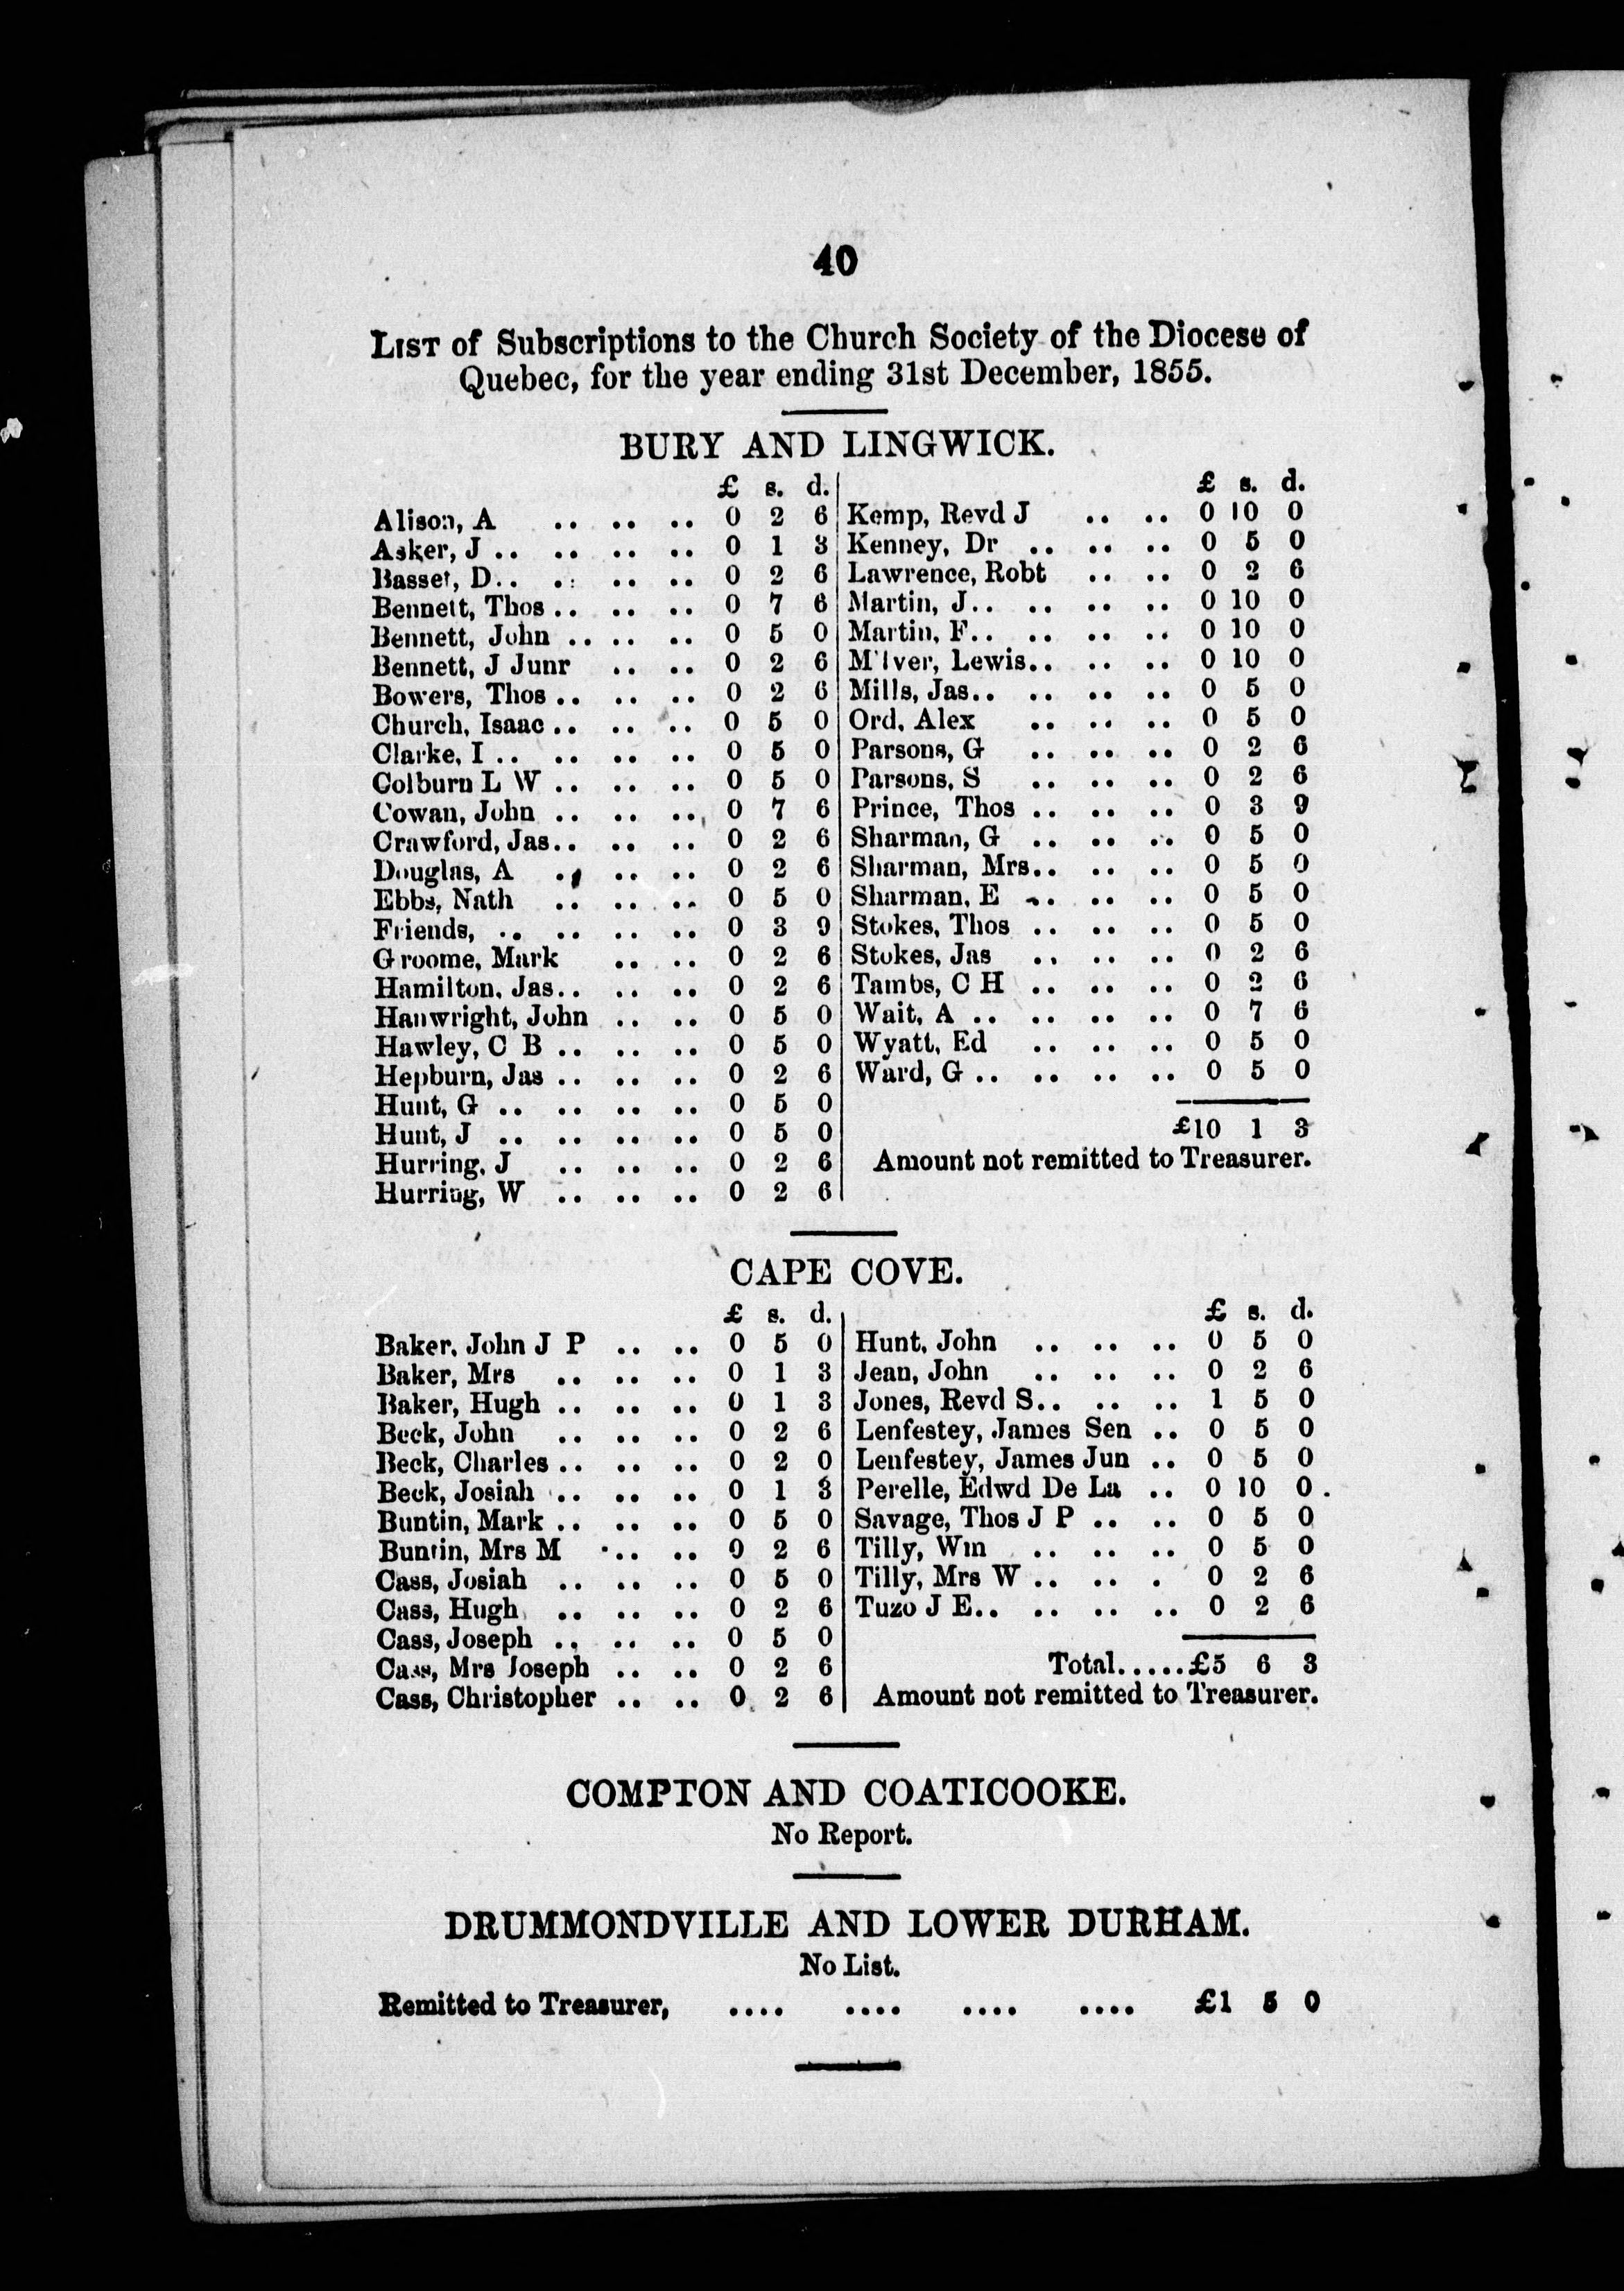 40
LIST of Subscriptions to the Church Society of the Diocese of
Quebec, for the year ending 31st December, 1855.
BURY AND LINGWICK.
£ s. d.
Alison, A .. .. .. 0 2 6
Asker, J .. .. .. .. 0 1 3
Basset, D.. .. .. .. 0 2 6
Bennett, Thos .. .. .. 0 7 6
Bennett, John .. .. .. 0 5 0
Bennett, J Junr .. .. 0 2 6
Bowers, Thos .. .. .. 0 2 6
Church, Isaac .. .. .. 0 5 0
Clarke, I .. .. .. .. 0 5 0
Colburn L W .. .. .. 0 5 0
Cowan, John .. .. .. 0 7 6
Crawford, Jas.. .. .. 0 2 6
Douglas, A .. .. .. 0 2 6
Ebbs, Nath .. .. .. 0 5 0
Friends, .. .. .. .. 0 3 9
Groome, Mark .. .. 0 2 6
Hamilton, Jas.. .. .. 0 2 6
Hanwright, John .. .. 0 5 0
Hawley, C B .. .. .. 0 5 0
Hepburn, Jas .. .. .. 0 2 6
Hunt, G .. .. .. .. 0 5 0
Hunt, J .. .. .. .. 0 5 0
Hurring, J .. .. .. 0 2 6
Hurring, W .. .. .. 0 2 6
£ s. d.
Kemp, Revd J .. .. 0 10 0
Kenney, Dr .. .. .. 0 5 0
Lawrence, Robt .. .. 0 2 6
Martin, J.. .. .. .. 0 10 0
Martin, F.. .. .. .. 0 10 0
M'Iver, Lewis.. .. .. 0 10 0
Mills, Jas.. .. .. .. 0 5 0
Ord, Alex .. .. .. 0 5 0
Parsons, G .. .. .. 0 2 6
Parsons, S .. .. .. 0 2 6
Prince, Thos .. .. .. 0 3 9
Sharman, G .. .. .. 0 5 0
Sharman, Mrs.. .. .. 0 5 0
Sharman, E .. .. .. 0 5 0
Stokes, Thos .. .. .. 0 5 0
Stokes, Jas .. .. .. 0 2 6
Tambs, C H .. .. .. 0 2 6
Wait, A .. .. .. .. 0 7 6
Wyatt, Ed .. .. .. 0 5 0
Ward, G .. .. .. .. 0 5 0
£10 1 3
Amount not remitted to Treasurer.
CAPE COVE.
£ s. d.
Baker, John J P .. .. 0 5 0
Baker, Mrs .. .. .. 0 1 3
Baker, Hugh .. .. .. 0 1 3
Beck, John .. .. .. 0 2 6
Beck, Charles .. .. .. 0 2 0
Beck, Josiah .. .. .. 0 1 3
Buntin, Mark .. .. .. 0 5 0
Buntin, Mrs M .. .. 0 2 6
Cass, Josiah .. .. .. 0 5 0
Cass, Hugh .. .. .. 0 2 6
Cass, Joseph .. .. .. 0 5 0
Cass, Mrs Joseph .. .. 0 2 6
Cass, Christopher .. .. 0 2 6
£ s. d.
Hunt, John .. .. .. 0 5 0
Jean, John .. .. .. 0 2 6
Jones, Revd S.. .. .. 1 5 0
Lenfestey, James Sen .. 0 5 0
Lenfestey, James Jun .. 0 5 0
Perelle, Edwd De La .. 0 10 0
Savage, Thos J P .. .. 0 5 0
Tilly, Wm .. .. .. 0 5 0
Tilly, Mrs W .. .. . 0 2 6
Tuzo J E.. .. .. .. 0 2 6
Total.....£5 6 3
Amount not remitted to Treasurer.
COMPTON AND COATICOOKE.
No Report.
DRUMMONDVILLE AND LOWER DURHAM.
No List.
Remitted to Treasurer, .... .... .... .... £1 5 0